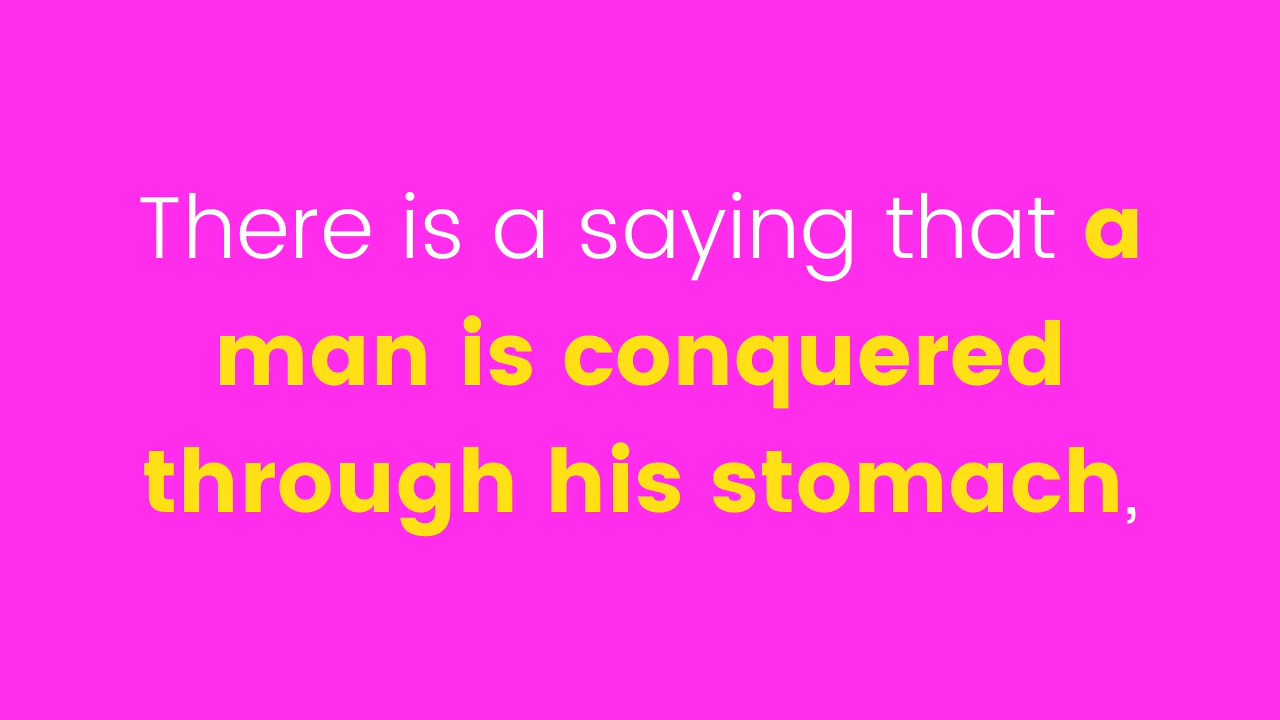 There is a saying that a
man is conquered
through his stomach,